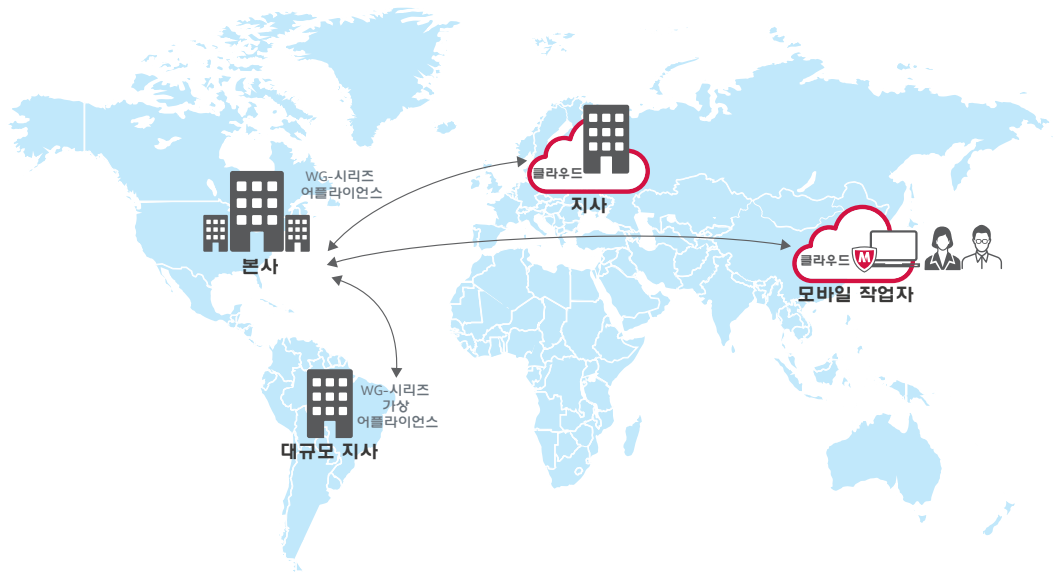 WG-시리즈
어플라이언스
본사
클라우드
지사
클라우드
M
모바일 작업자
WG-시리즈
가상
어플라이언스
대규모 지사